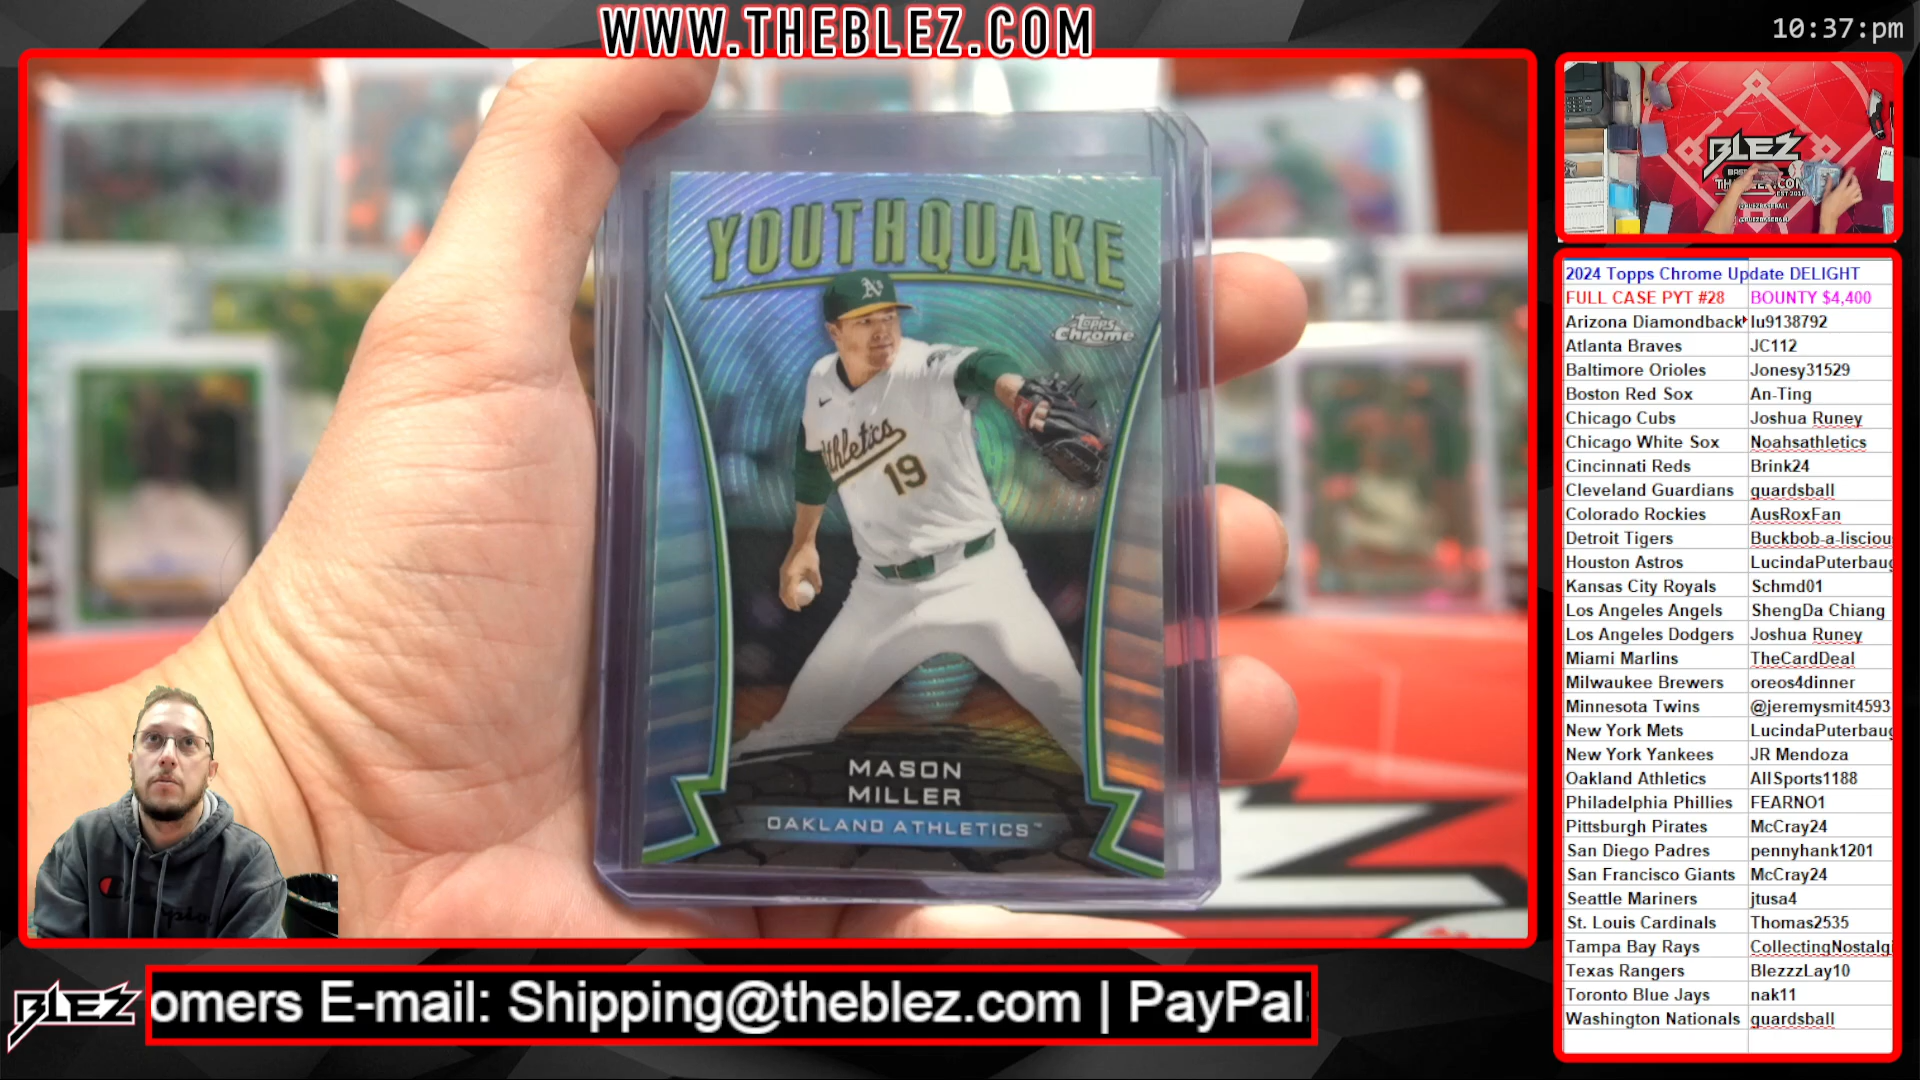 WWW.THEBLEZ.COM
10:37:pm
YOUTHQUAKE
A's
Topps
Chrome
Athletics
19
MASON
MILLER
OAKLAND ATHLETICS™
BLEZ
2024 Topps Chrome Update DELIGHT
FULL CASE PYT #28 BOUNTY $4,400
Arizona Diamondback lu9138792
Atlanta Braves JC112
Baltimore Orioles Jonesy31529
Boston Red Sox An-Ting
Chicago Cubs Joshua Runey
Chicago White Sox Noahsathletics
Cincinnati Reds Brink24
Cleveland Guardians guardsball
Colorado Rockies AusRoxFan
Detroit Tigers Buckbob-a-lisciou
Houston Astros LucindaPuterbaug
Kansas City Royals Schmd01
Los Angeles Angels ShengDa Chiang
Los Angeles Dodgers Joshua Runey
Miami Marlins TheCardDeal
Milwaukee Brewers oreos4dinner
Minnesota Twins @jeremysmit4593
New York Mets LucindaPuterbaug
New York Yankees JR Mendoza
Oakland Athletics AllSports1188
Philadelphia Phillies FEARNO1
Pittsburgh Pirates McCray24
San Diego Padres pennyhank1201
San Francisco Giants McCray24
Seattle Mariners jtusa4
St. Louis Cardinals Thomas2535
Tampa Bay Rays CollectingNostalgi
Texas Rangers BlezzzLay10
Toronto Blue Jays nak11
Washington Nationals guardsball
BLEZ
omers E-mail: Shipping@theblez.com | PayPal: